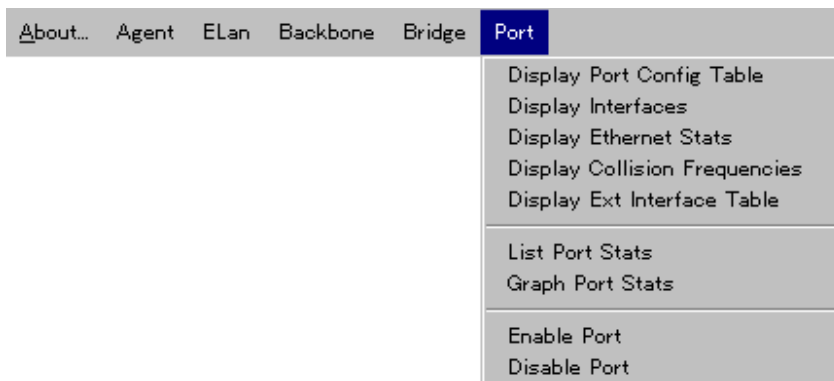 About... Agent ELan Backbone Bridge Port
Display Port Config Table
Display Interfaces
Display Ethernet Stats
Display Collision Frequencies
Display Ext Interface Table
List Port Stats
Graph Port Stats
Enable Port
Disable Port